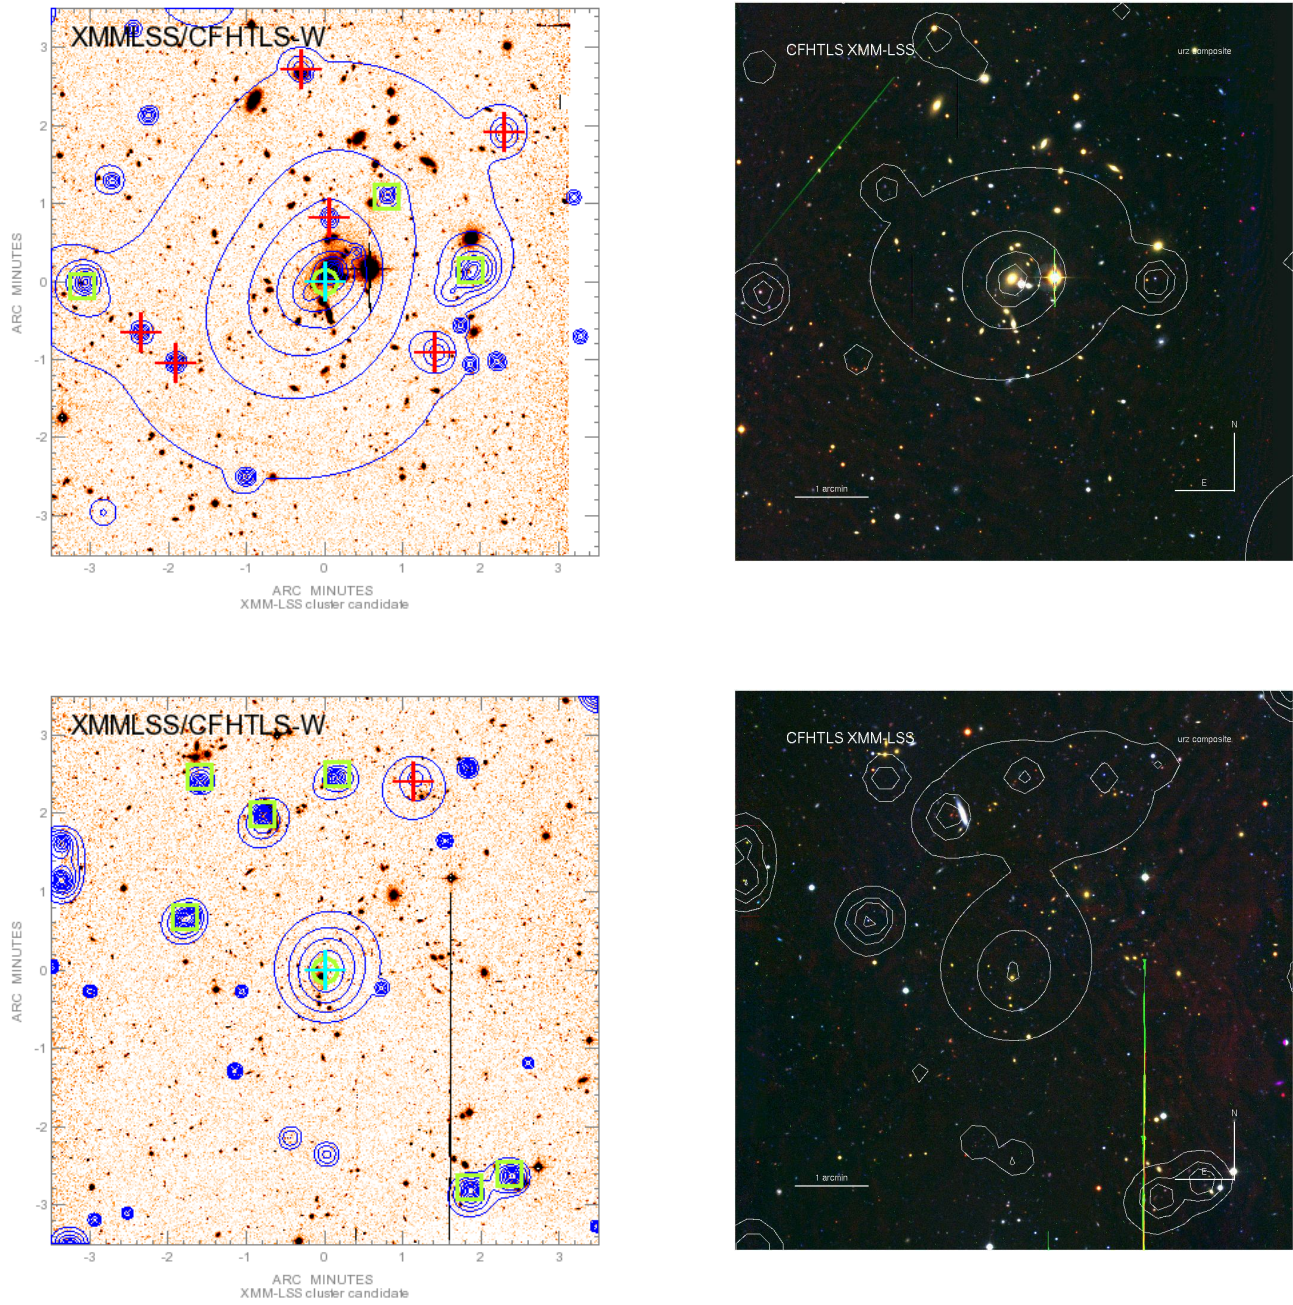 XMMLSS/CFHTLS-W
3
2
1
0
-1
-2
-3
ARC MINUTES
-3 -2 -1 0 1 2 3
ARC MINUTES
XMM-LSS cluster candidate
CFHTLS XMM-LSS
urz composite
1 arcmin
N
E
XMMLSS/CFHTLS-W
3
2
1
0
-1
-2
-3
ARC MINUTES
-3 -2 -1 0 1 2 3
ARC MINUTES
XMM-LSS cluster candidate
CFHTLS XMM-LSS
urz composite
1 arcmin
N
E